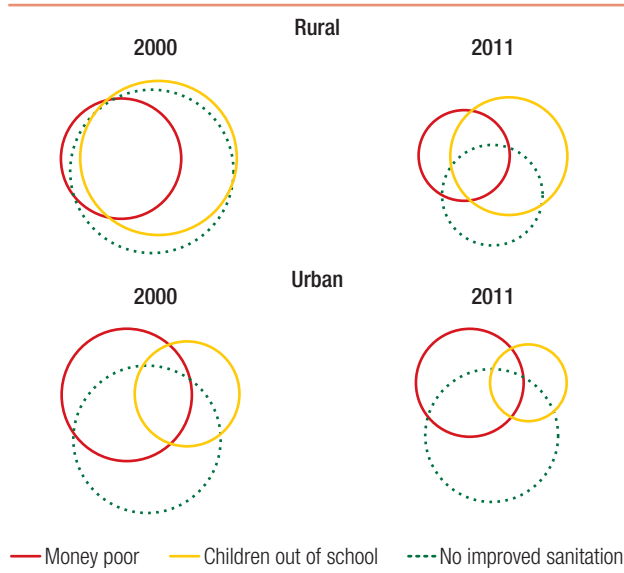 Rural
2000 2011
Urban
2000 2011
Money poor Children out of school No improved sanitation